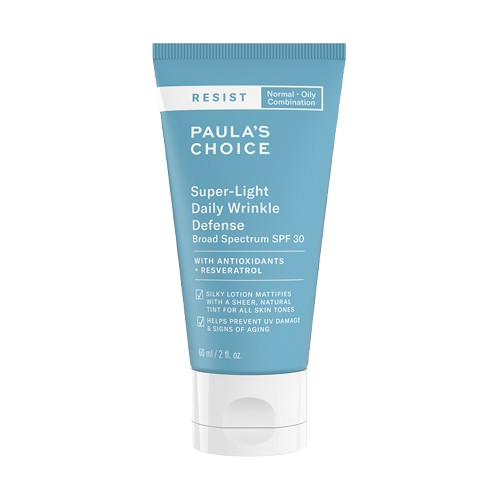 RESIST
Normal • Oily
Combination
PAULA'S
CHOICE
Super-Light
Daily Wrinkle
Defense
Broad Spectrum SPF 30
WITH ANTIOXIDANTS
+ RESVERATROL
SILKY LOTION MATTIFIES
WITH A SHEER, NATURAL
TINT FOR ALL SKIN TONES
HELPS PREVENT UV DAMAGE
& SIGNS OF AGING
60 ml / 2 fl. oz.